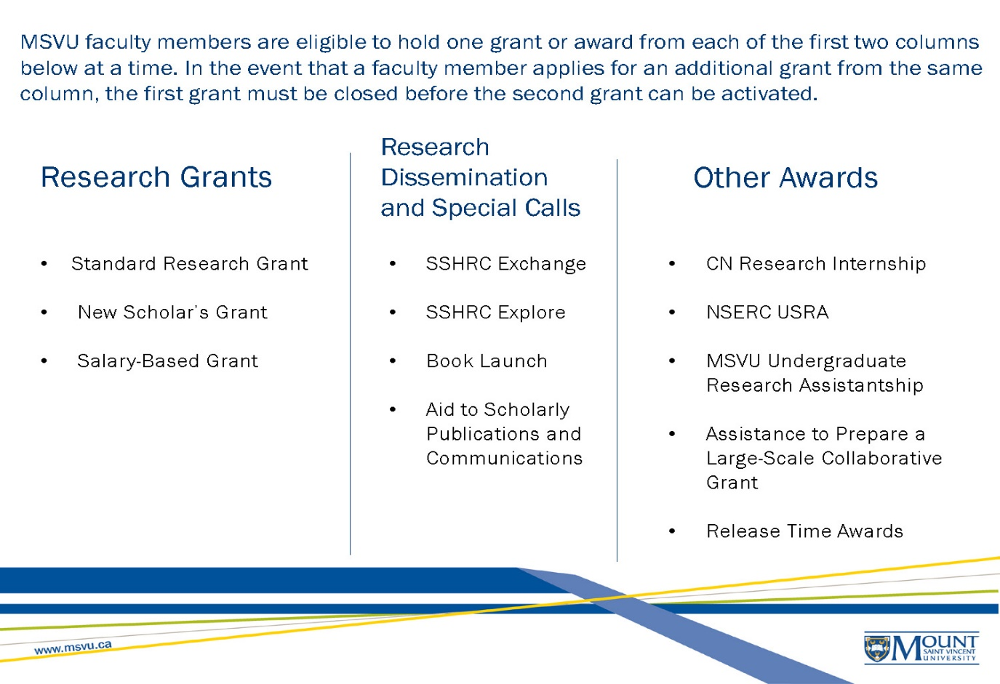 MSVU faculty members are eligible to hold one grant or award from each of the first two columns
below at a time. In the event that a faculty member applies for an additional grant from the same
column, the first grant must be closed before the second grant can be activated.
Research Grants
• Standard Research Grant
• New Scholar's Grant
• Salary-Based Grant
Research
Dissemination
and Special Calls
• SSHRC Exchange
• SSHRC Explore
• Book Launch
• Aid to Scholarly
Publications and
Communications
Other Awards
• CN Research Internship
• NSERC USRA
• MSVU Undergraduate
Research Assistantship
• Assistance to Prepare a
Large-Scale Collaborative
Grant
• Release Time Awards
www.msvu.ca
MOUNT
SAINT VINCENT
UNIVERSITY